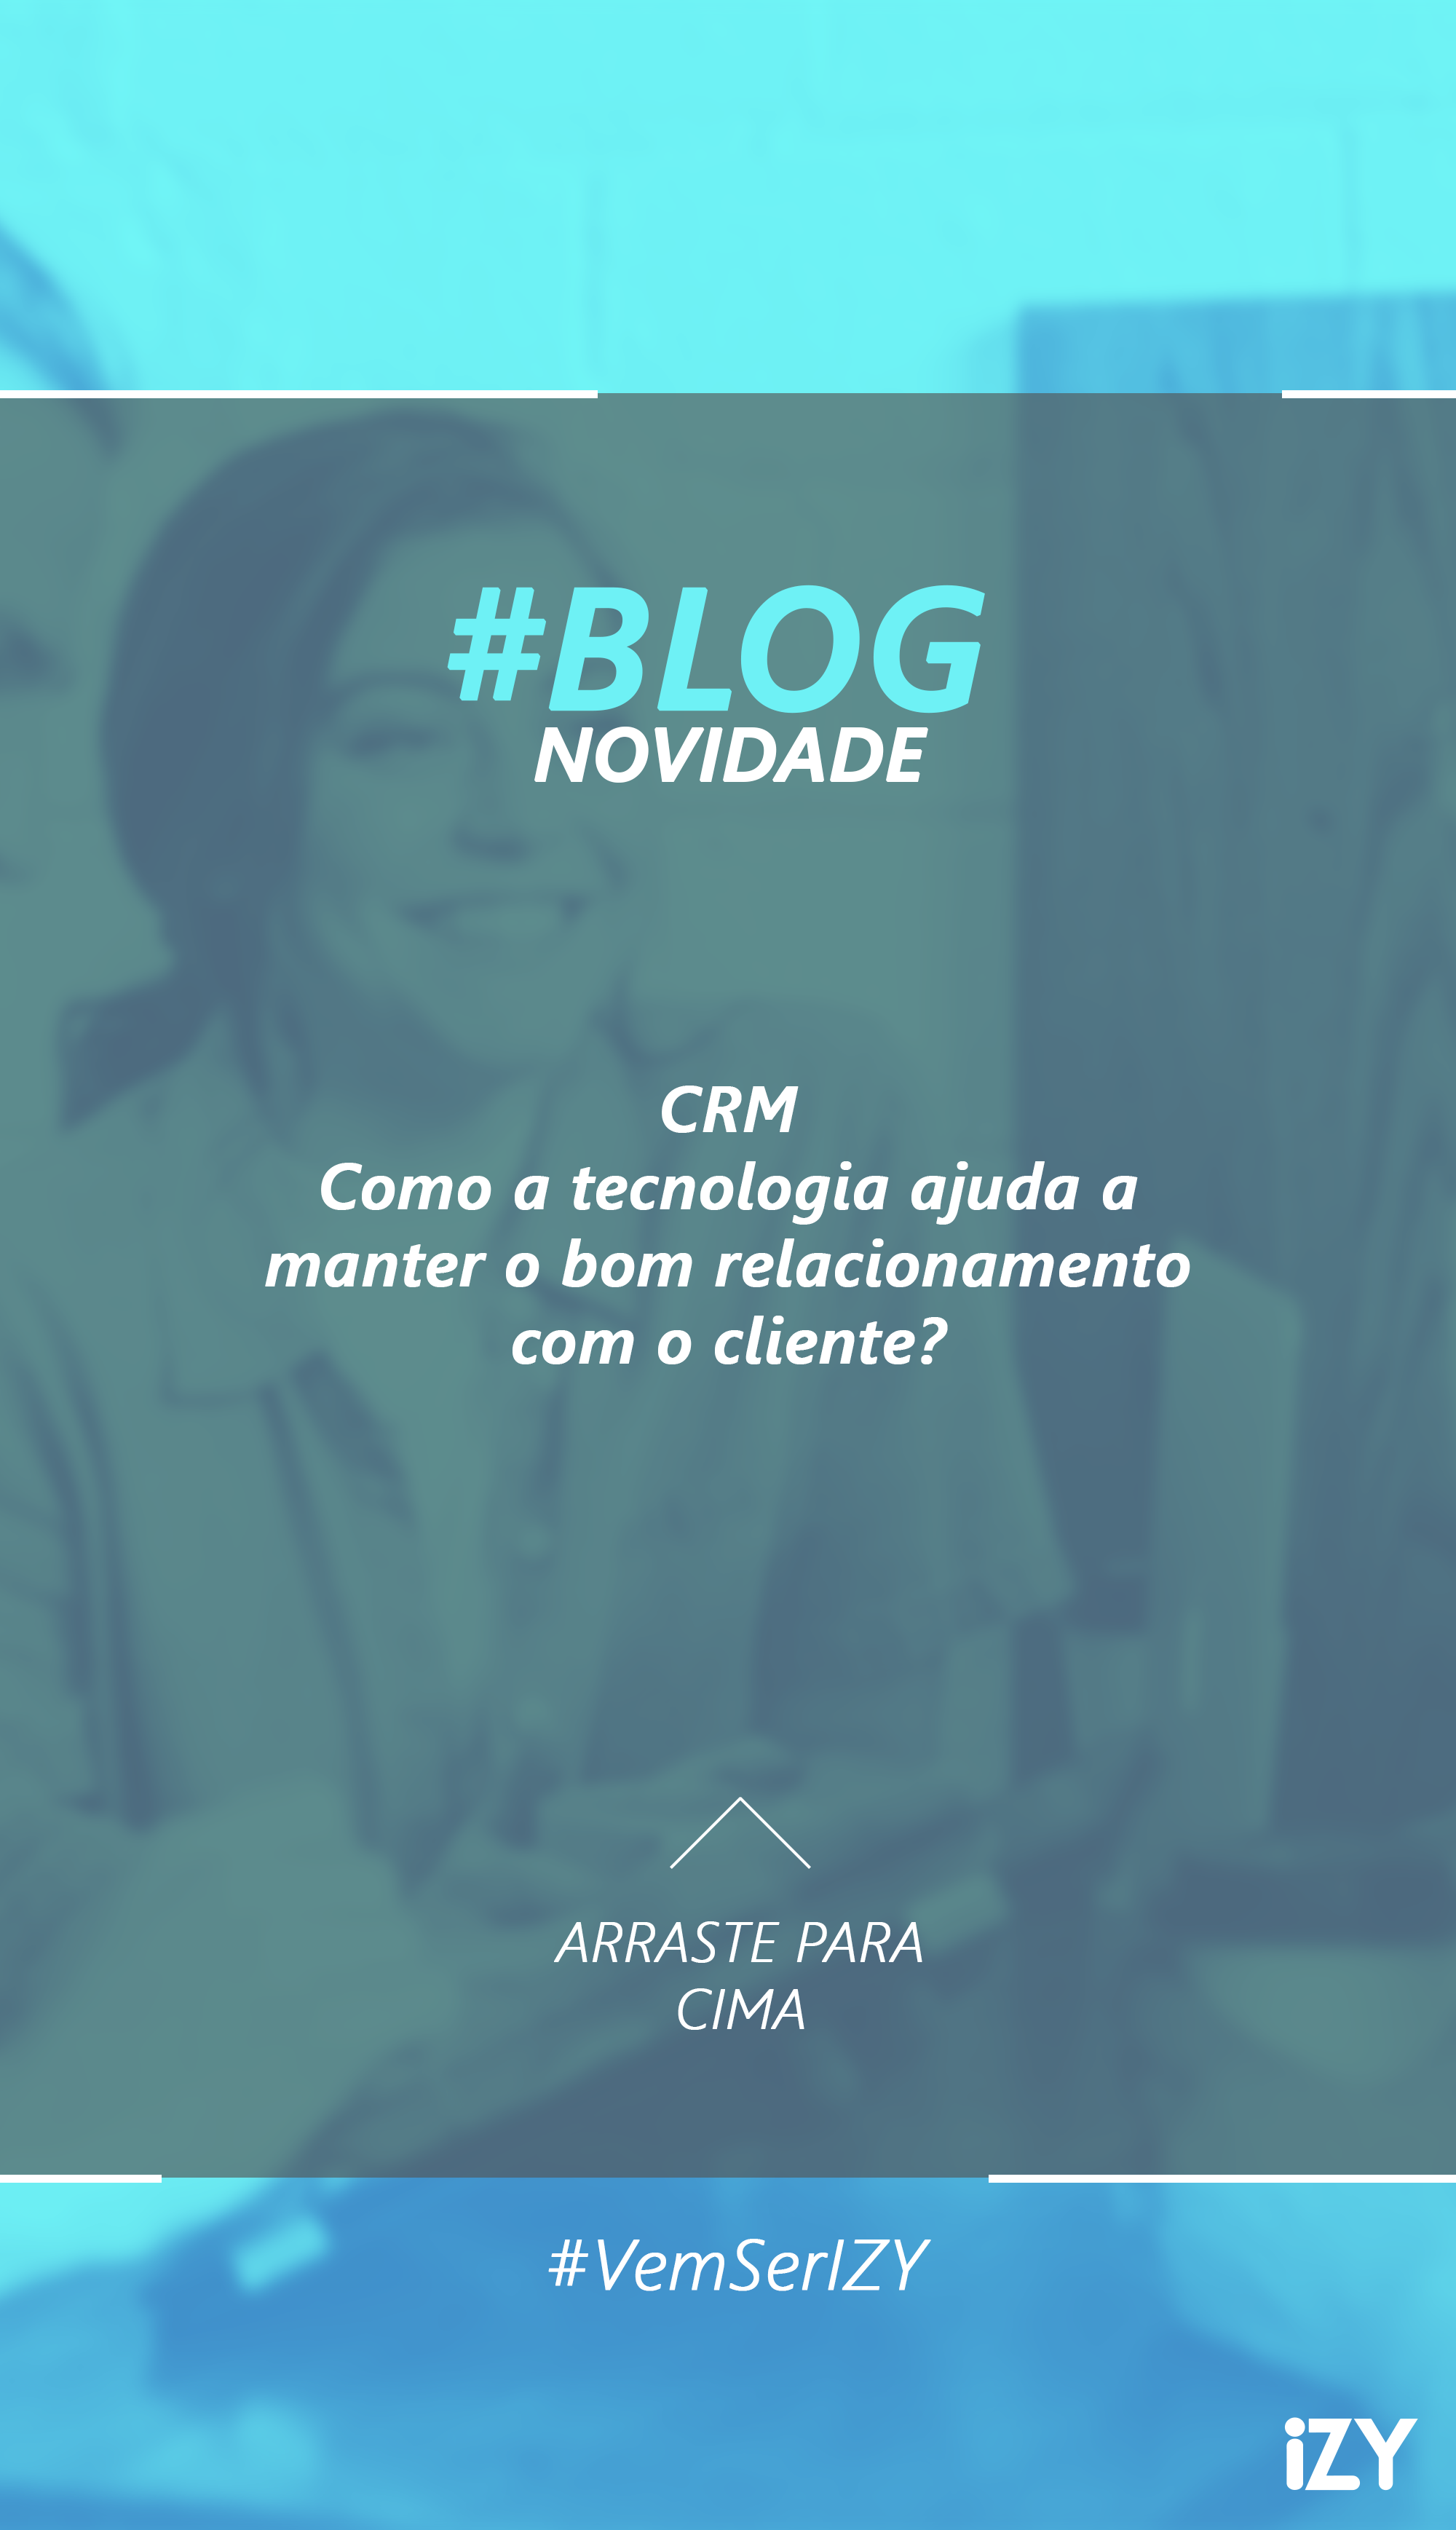 #BLOG
NOVIDADE
CRM
Como a tecnologia ajuda a
manter o bom relacionamento
com o cliente?
ARRASTE PARA
CIMA
#VemSerIZY
iZY